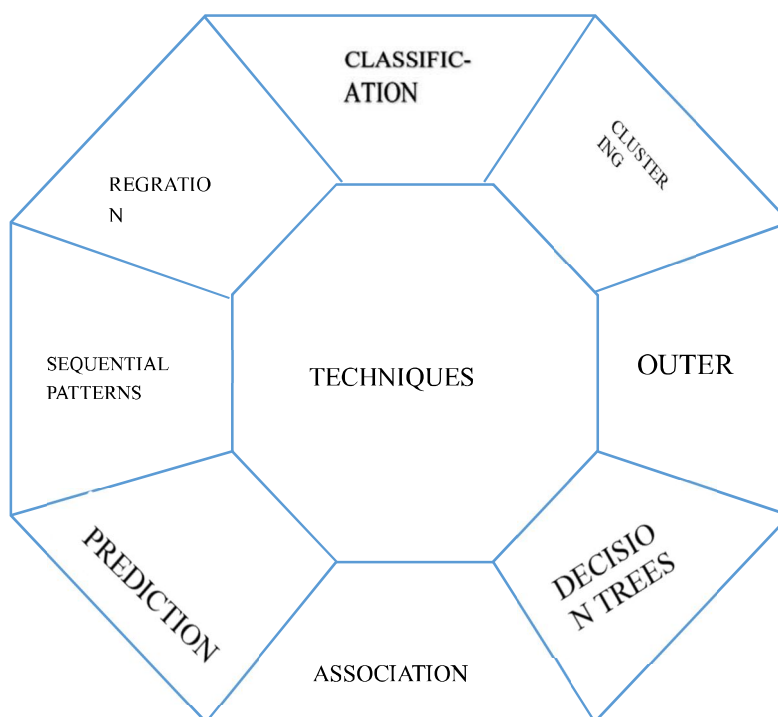 CLASSIFIC-
ATION
CLUSTER
ING
REGRATIO
N
SEQUENTIAL
PATTERNS
TECHNIQUES
OUTER
PREDICTION
DECISIO
N TREES
ASSOCIATION